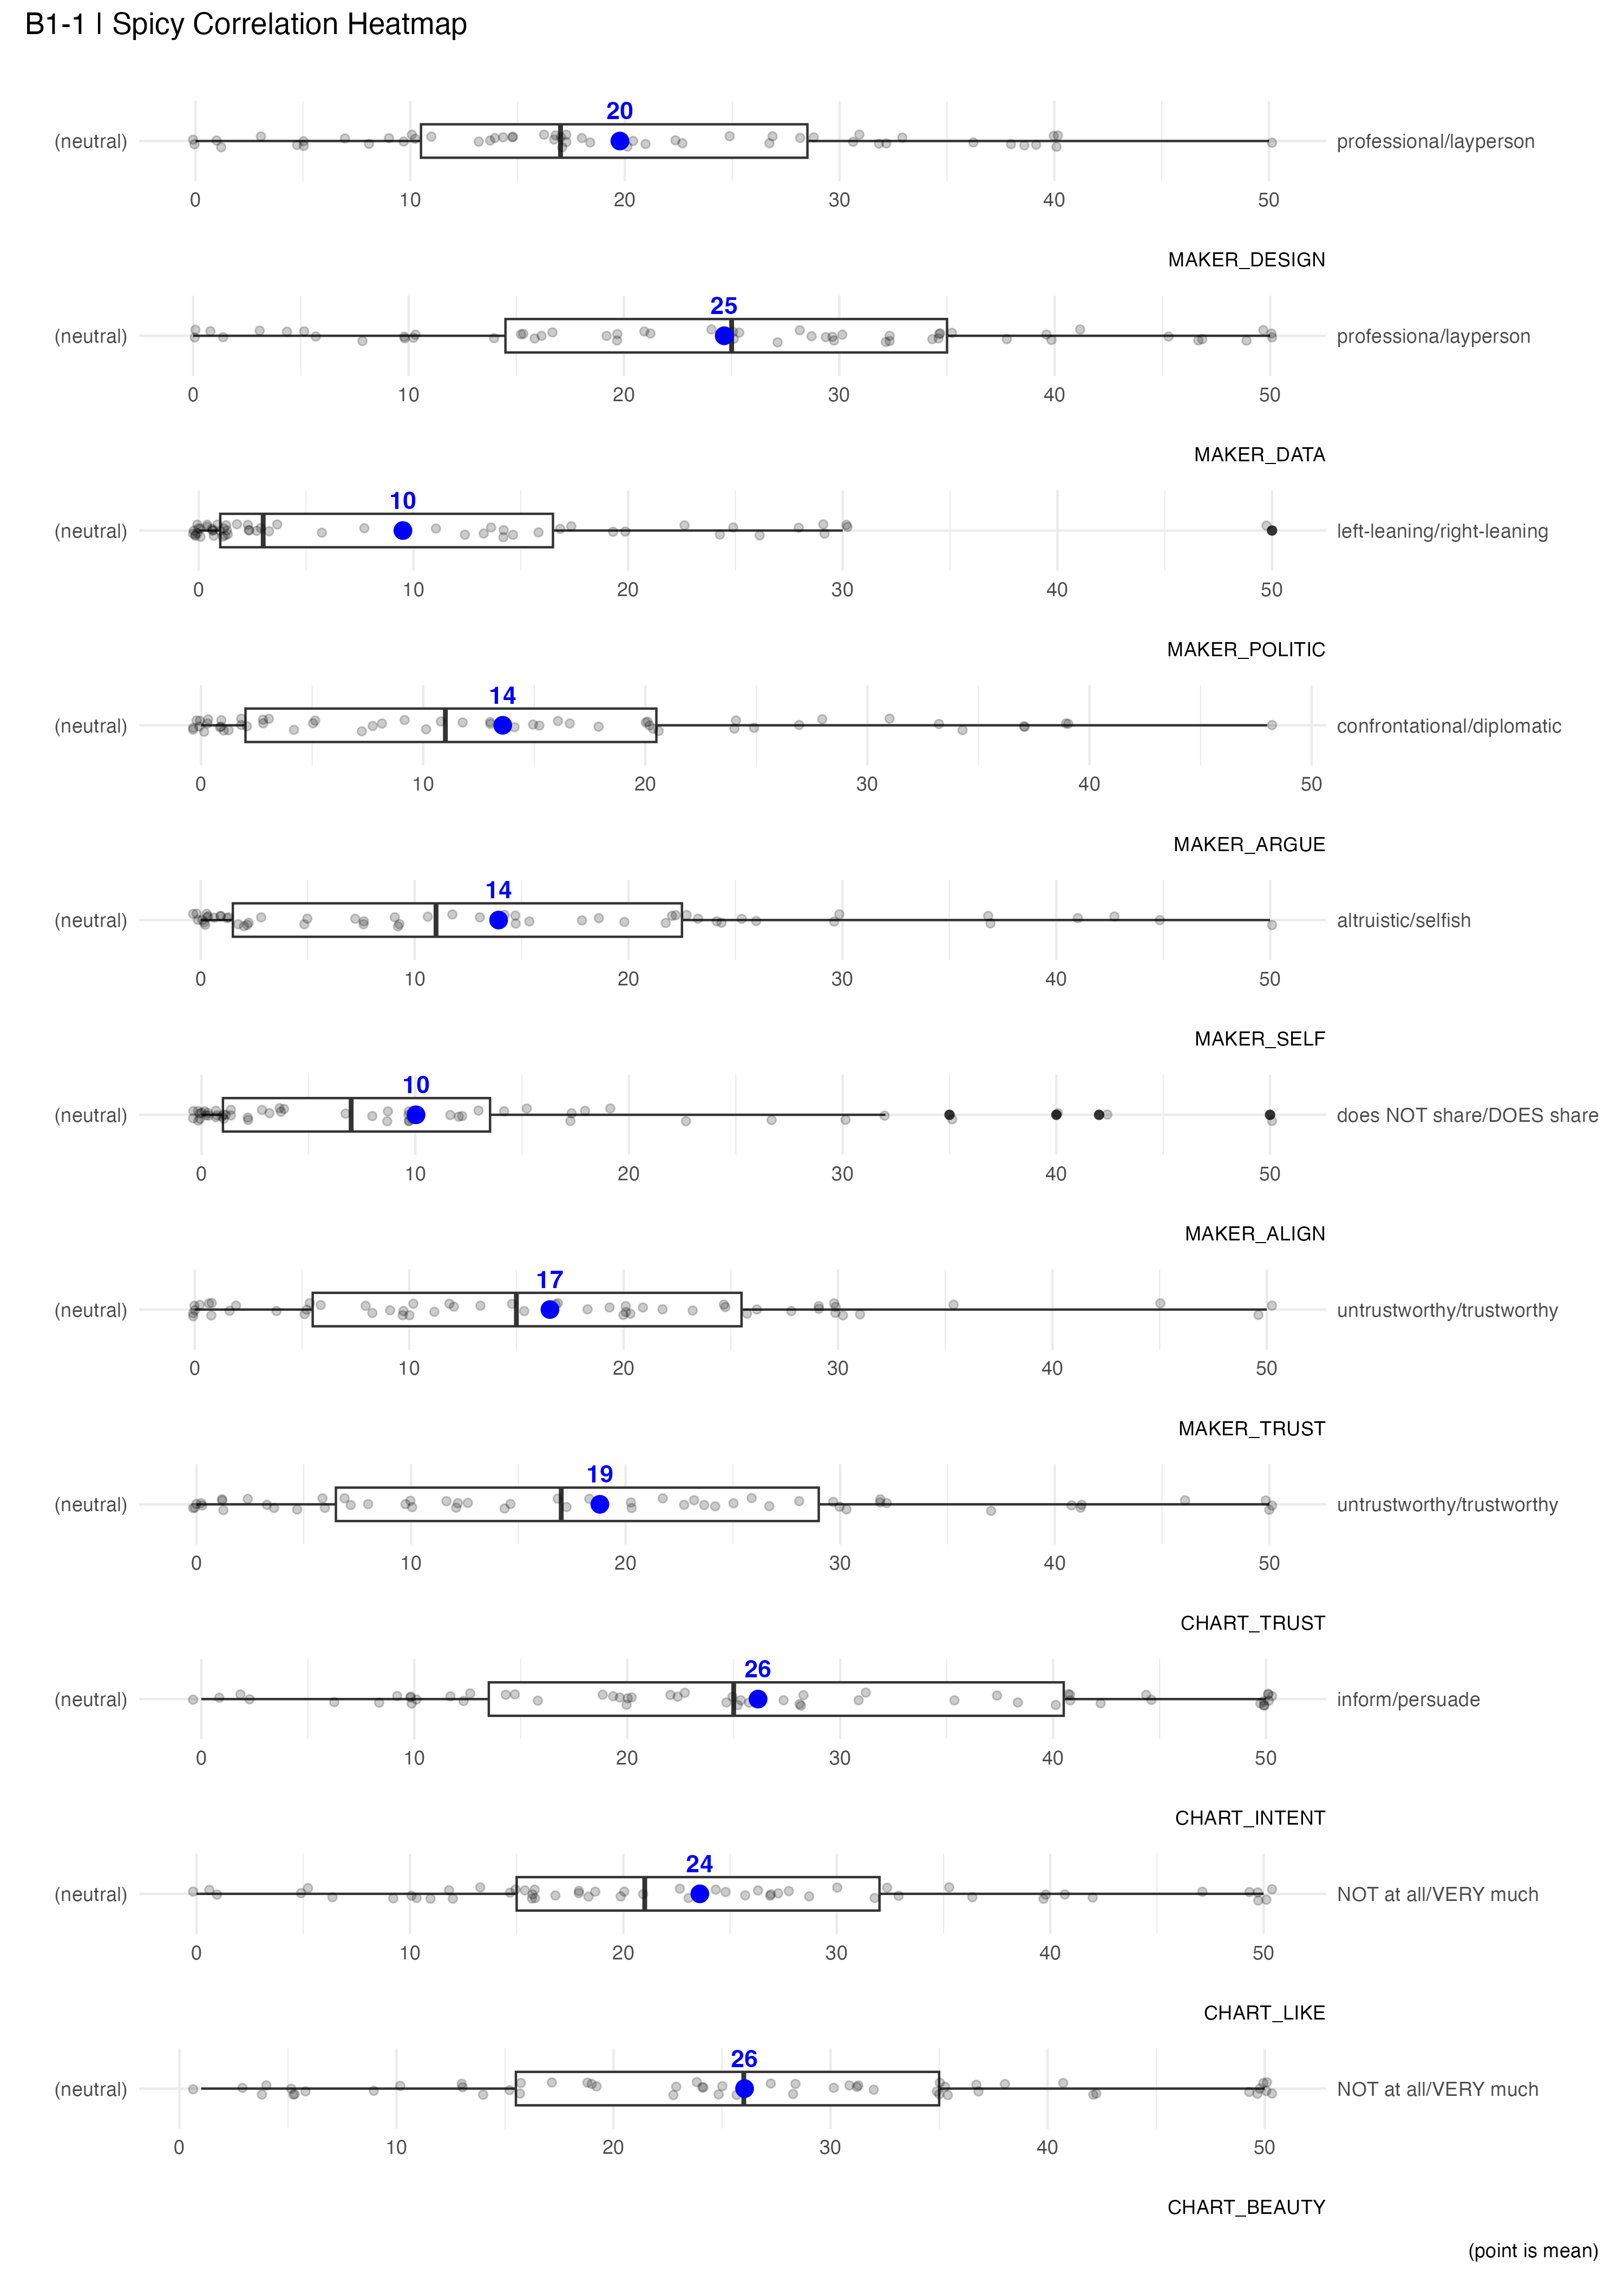 B1-1 | Spicy Correlation Heatmap
20
(neutral) professional/layperson
0 10 20 30 40 50
MAKER_DESIGN
25
(neutral) professiona/layperson
0 10 20 30 40 50
MAKER_DATA
10
(neutral) left-leaning/right-leaning
0 10 20 30 40 50
MAKER_POLITIC
14
(neutral) confrontational/diplomatic
0 10 20 30 40 50
MAKER_ARGUE
14
(neutral) altruistic/selfish
0 10 20 30 40 50
MAKER_SELF
10
(neutral) does NOT share/DOES share
0 10 20 30 40 50
MAKER_ALIGN
17
(neutral) untrustworthy/trustworthy
0 10 20 30 40 50
MAKER_TRUST
19
(neutral) untrustworthy/trustworthy
0 10 20 30 40 50
CHART_TRUST
26
(neutral) inform/persuade
0 10 20 30 40 50
CHART_INTENT
24
(neutral) NOT at all/VERY much
0 10 20 30 40 50
CHART_LIKE
26
(neutral) NOT at all/VERY much
0 10 20 30 40 50
CHART_BEAUTY
(point is mean)